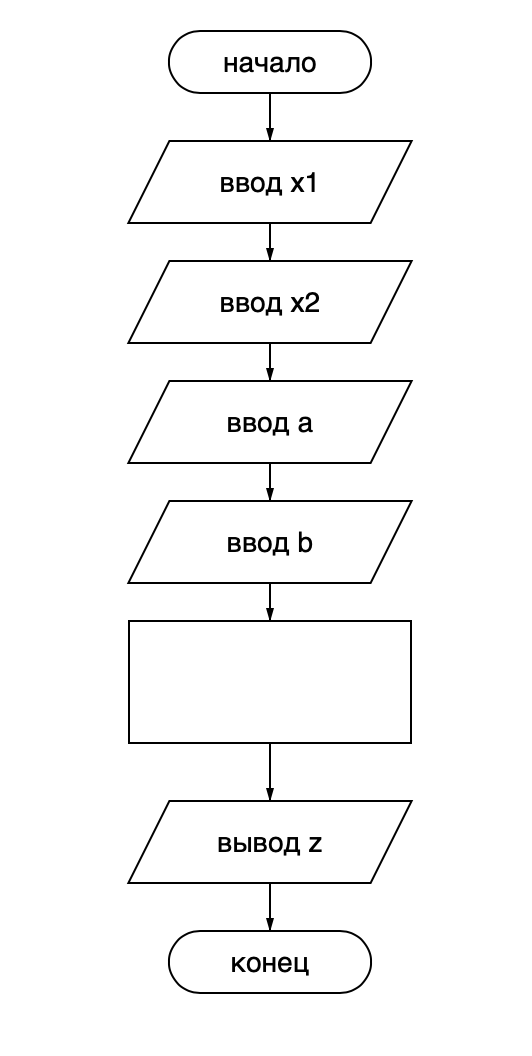 начало
ввод x1
ввод x2
ввод a
ввод b
вывод z
конец